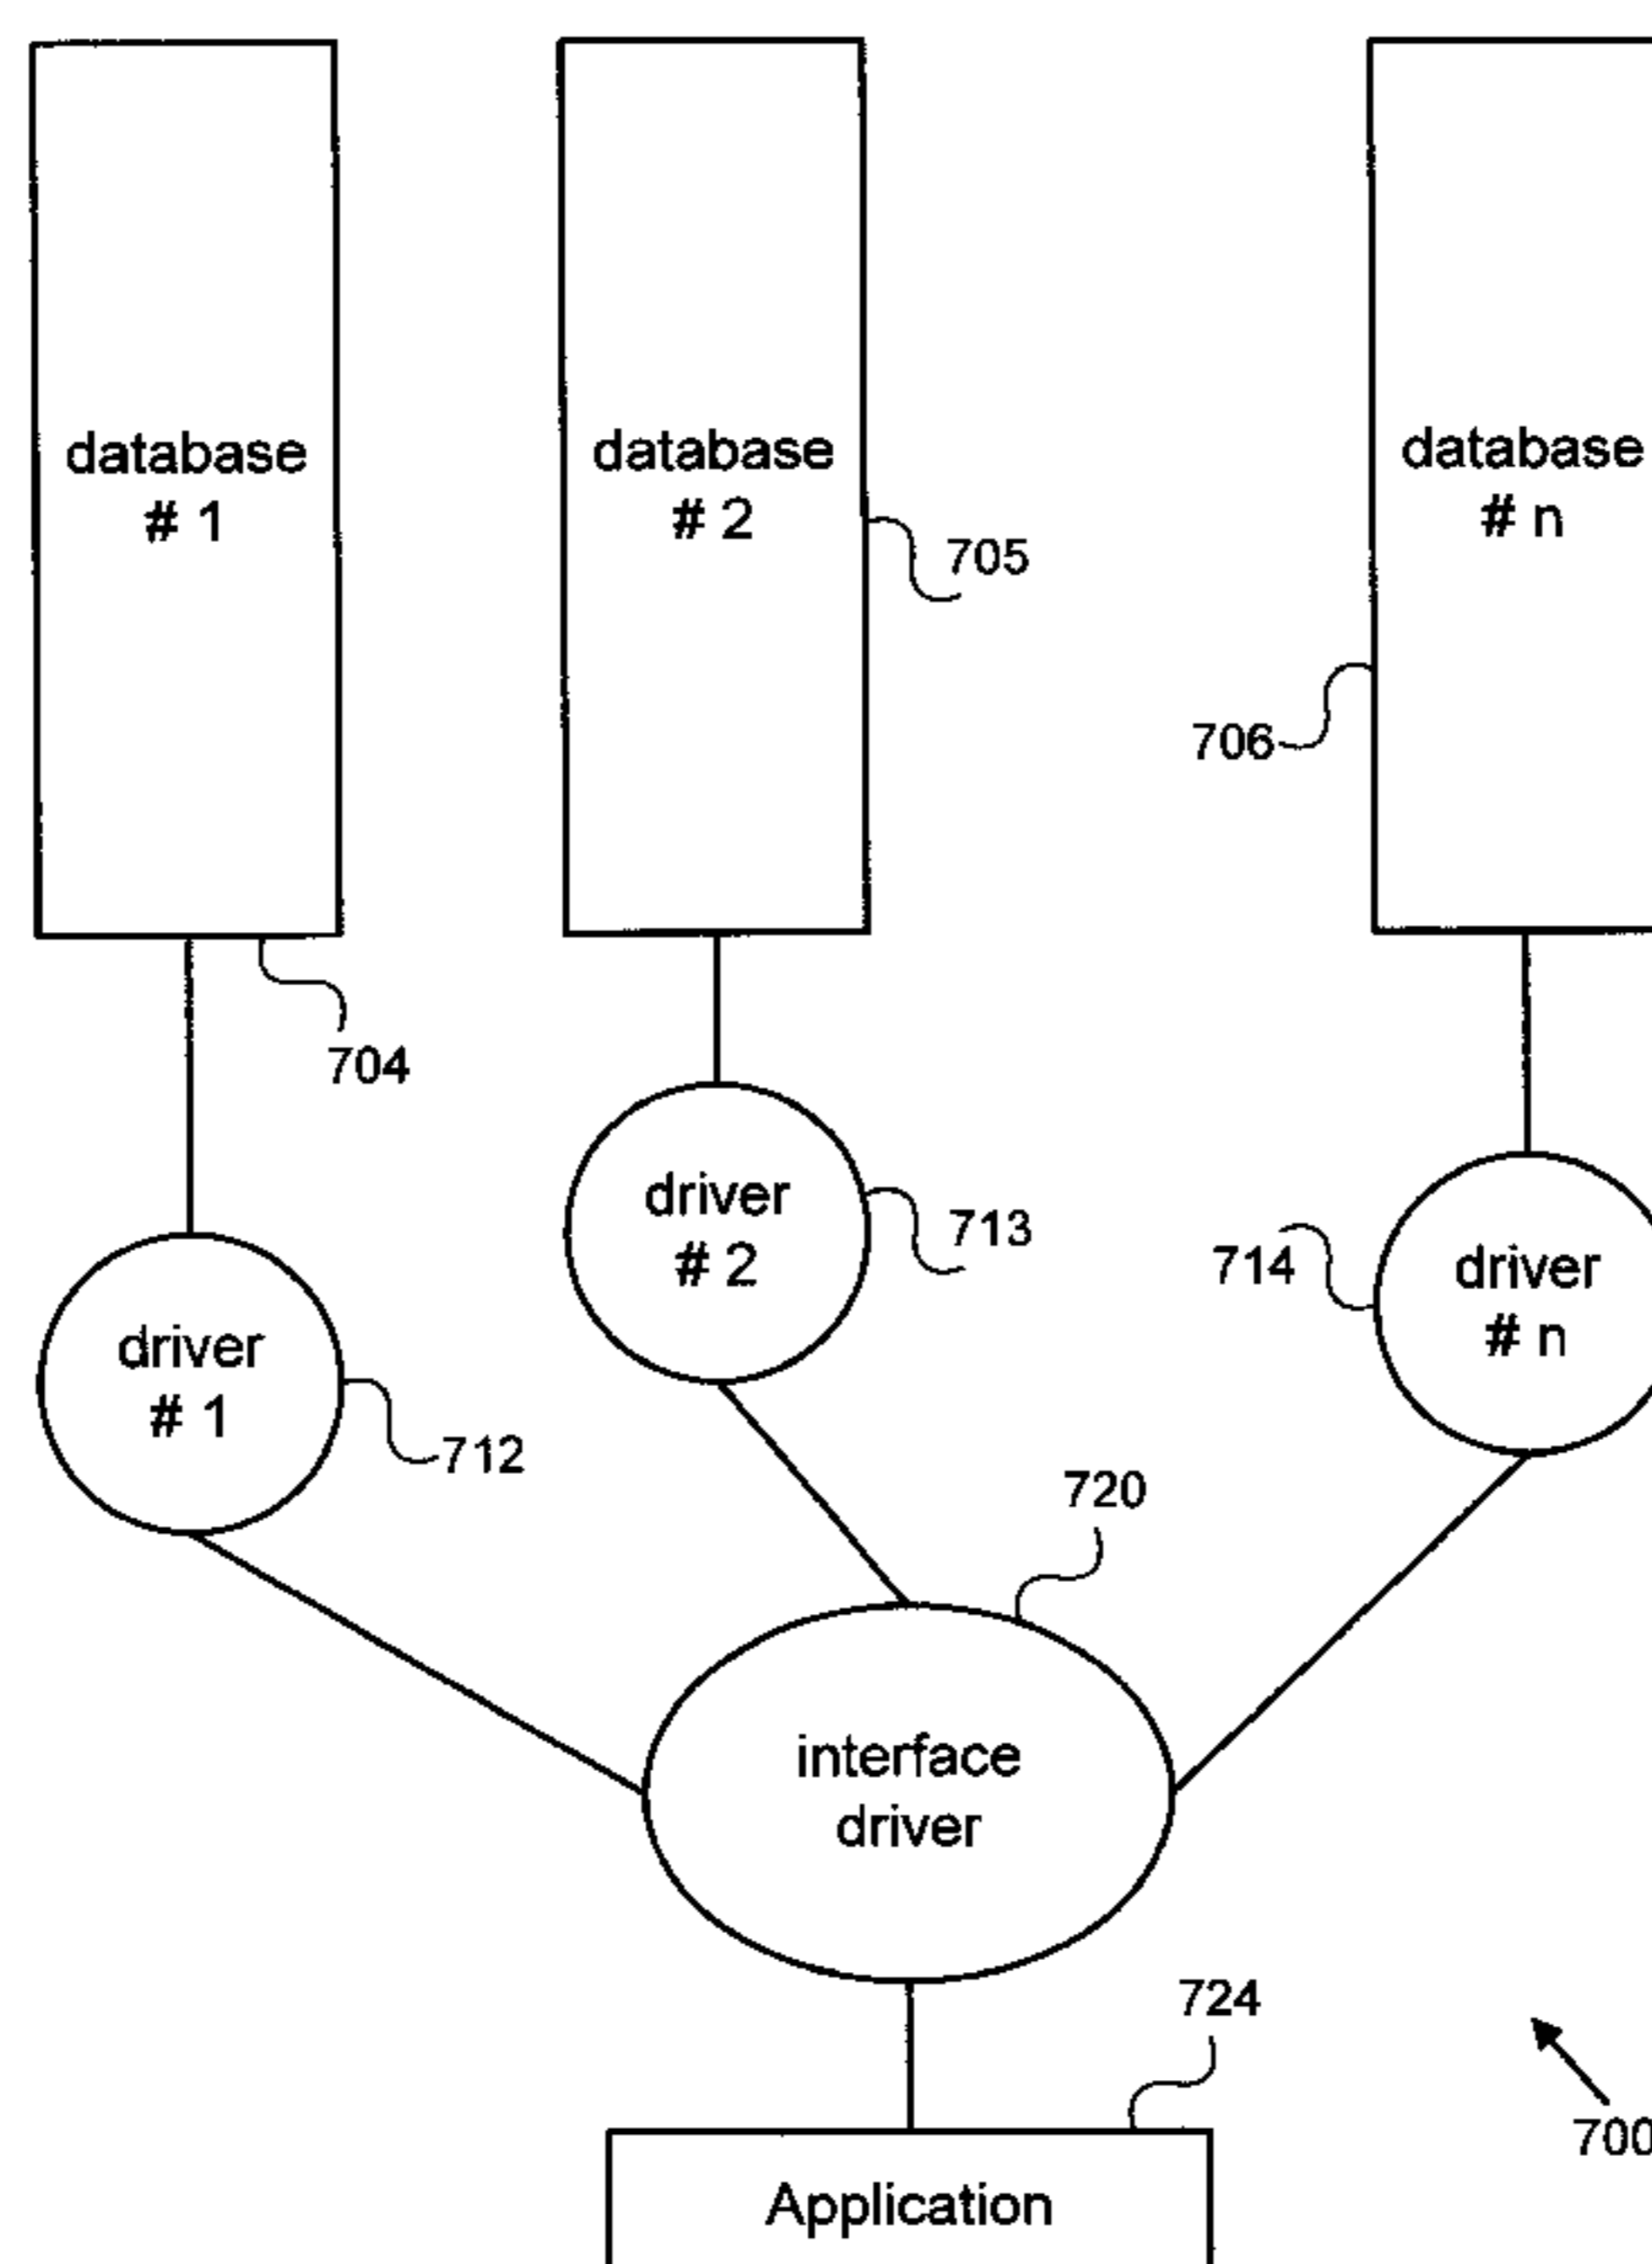 database
# 1
database
# 2
database
# n
705
706
704
driver
# 2
713
714
driver
# n
driver
# 1
712
720
interface
driver
724
700
Application